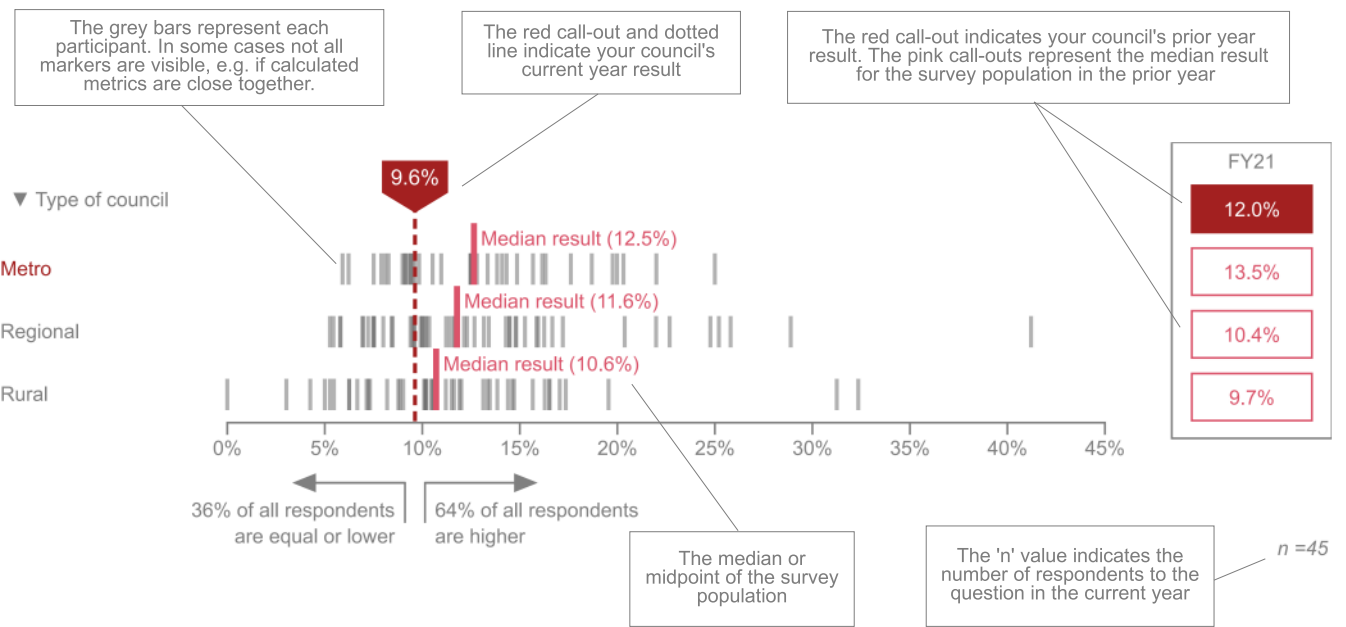 The grey bars represent each
participant. In some cases not all
markers are visible, e.g. if calculated
metrics are close together.
The red call-out and dotted
line indicate your council's
current year result
The red call-out indicates your council's prior year
result. The pink call-outs represent the median result
for the survey population in the prior year
FY21
9.6%
▼ Type of council
12.0%
Median result (12.5%)
Metro
13.5%
Median result (11.6%)
Regional
10.4%
Median result (10.6%)
Rural
9.7%
0% 5% 10% 15% 20% 25% 30% 35% 40% 45%
36% of all respondents
are equal or lower
64% of all respondents
are higher
The median or
midpoint of the survey
population
The 'n' value indicates the
number of respondents to the
question in the current year
n =45